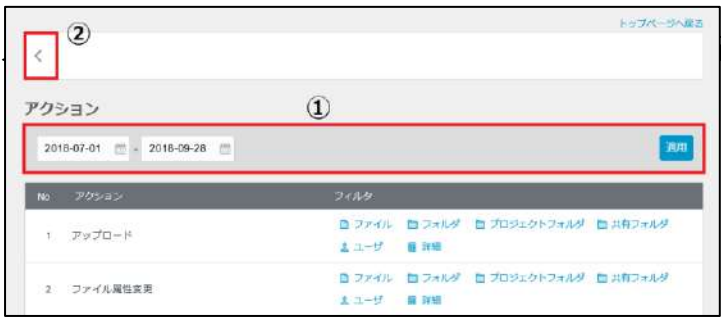 トップページへ戻る
②
<
アクション
①
2018-07-01 - 2018-09-28 適用
No アクション フィルタ
1 アップロード ファイル フォルダ プロジェクトフォルダ 共有フォルダ
ユーザ 詳細
2 ファイル属性変更 ファイル フォルダ プロジェクトフォルダ 共有フォルダ
ユーザ 詳細